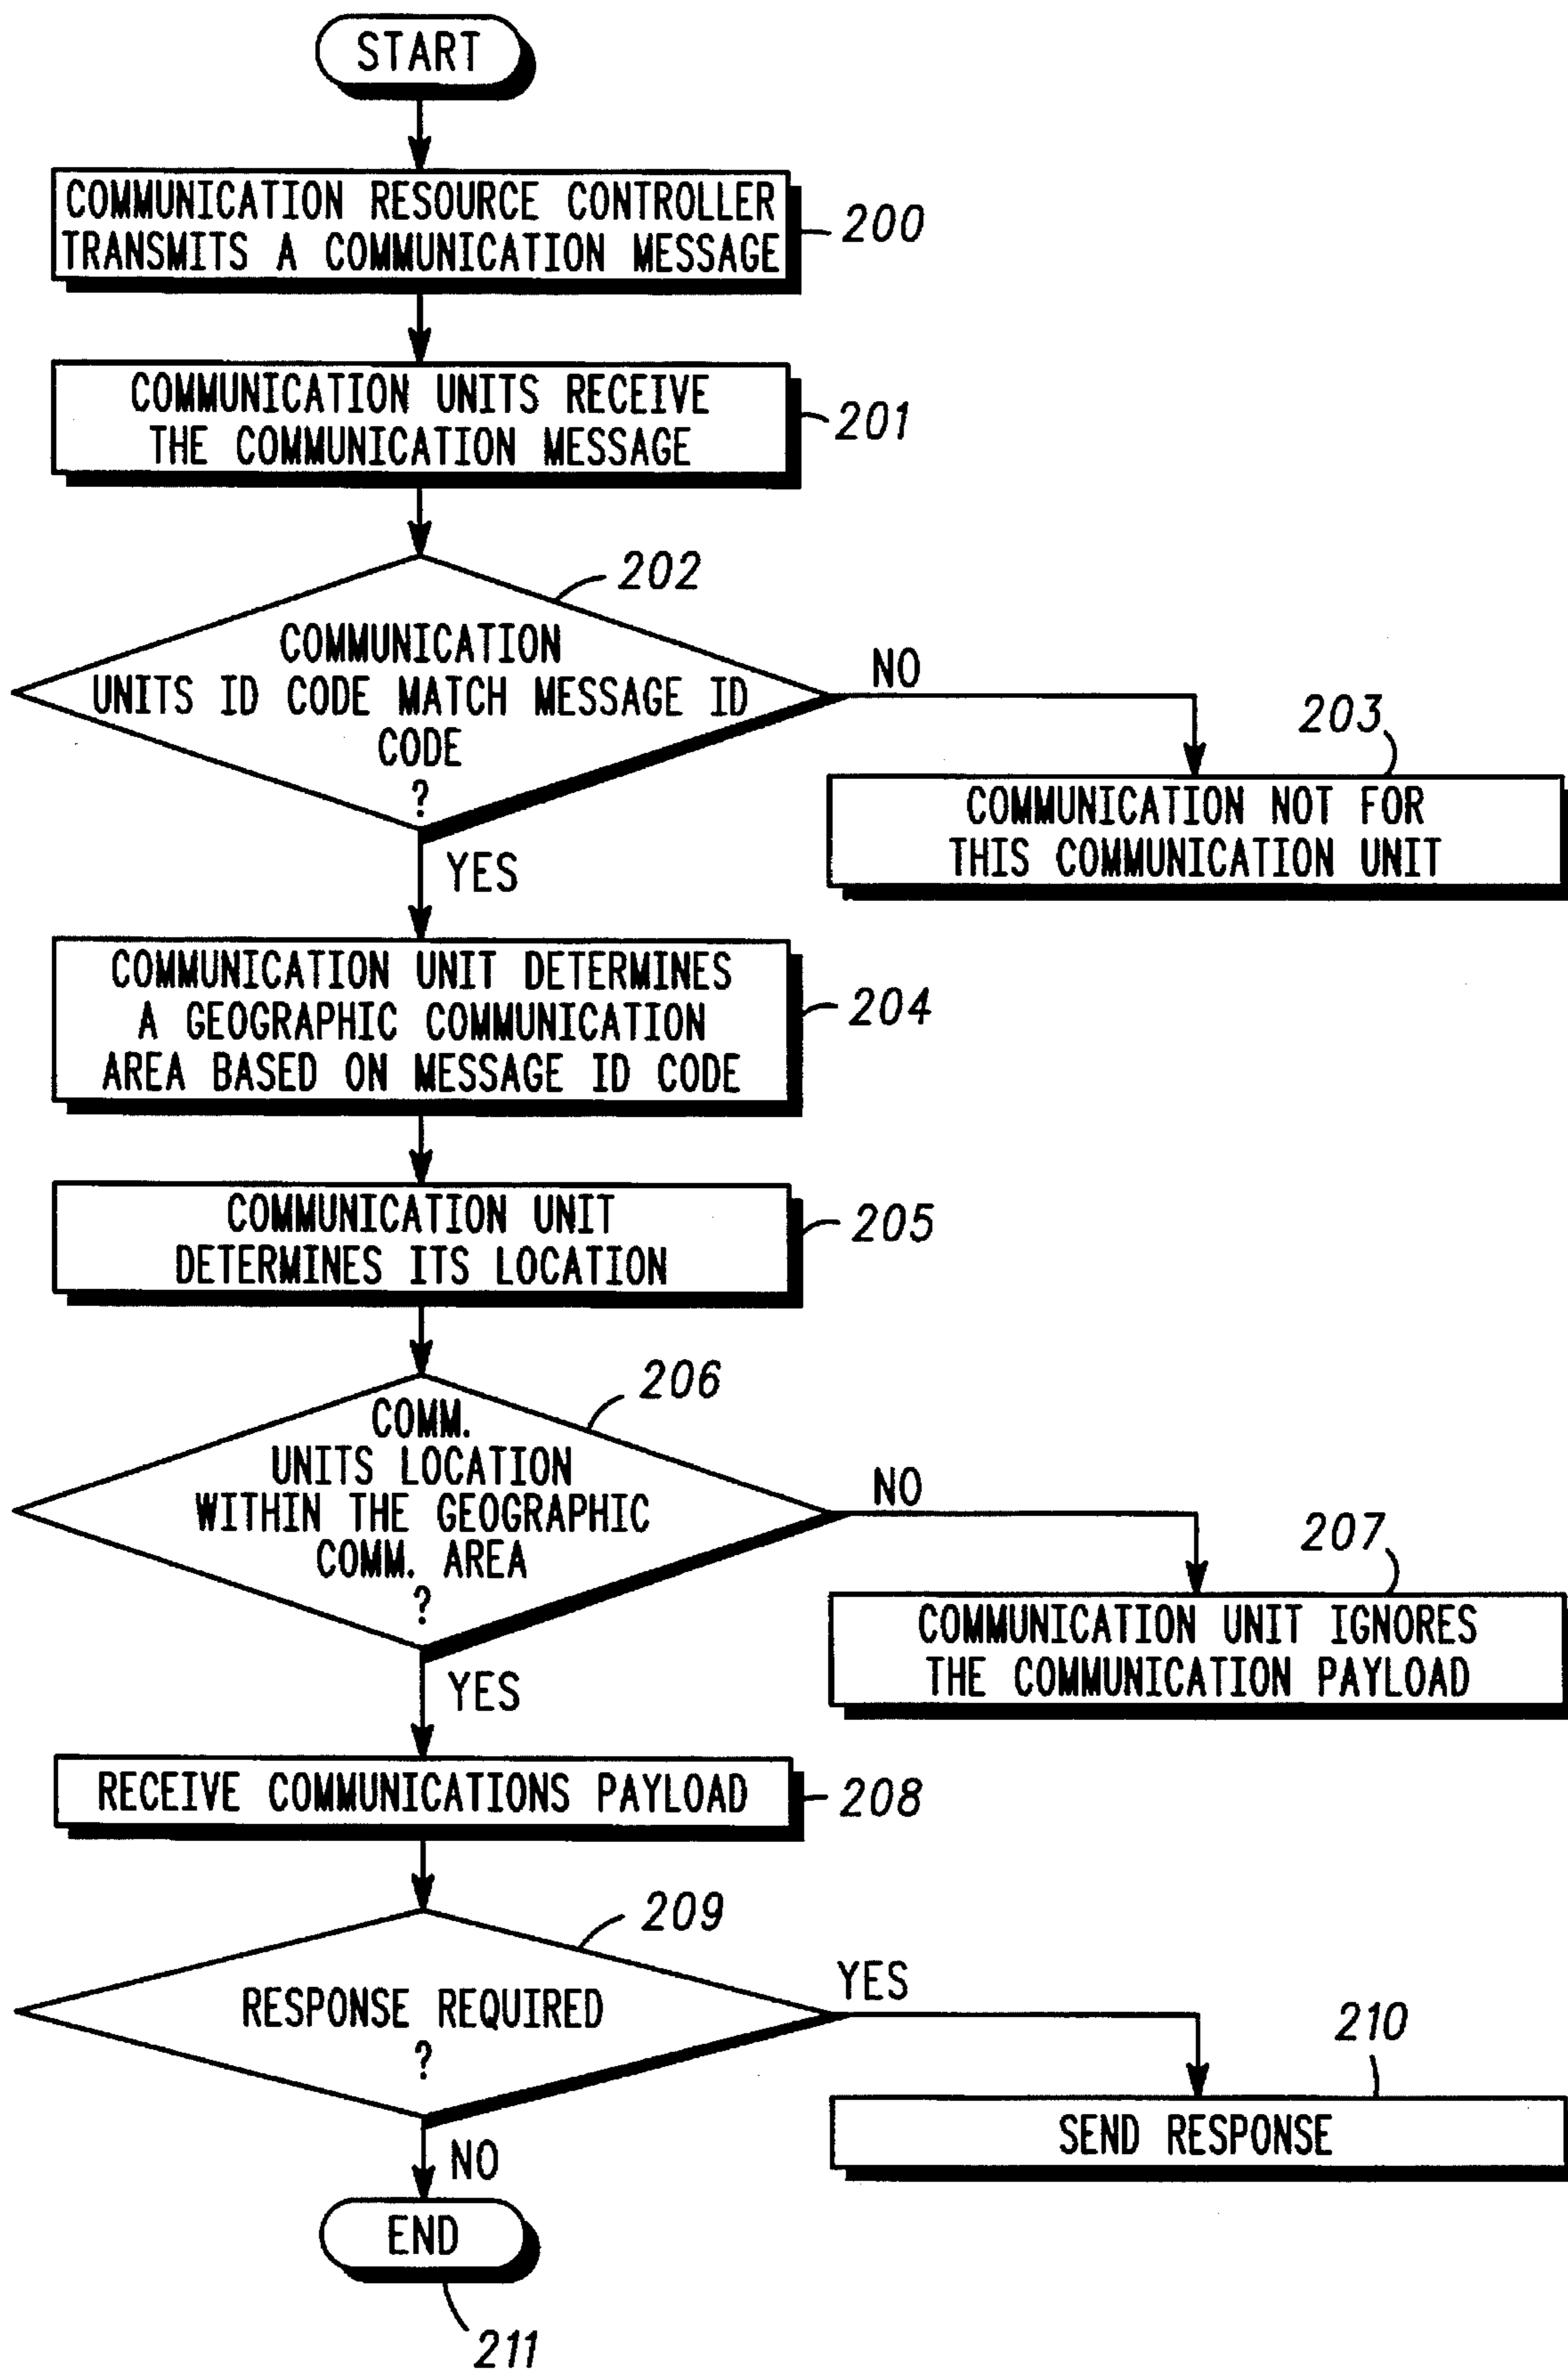 START
COMMUNICATION RESOURCE CONTROLLER
TRANSMITS A COMMUNICATION MESSAGE
200
COMMUNICATION UNITS RECEIVE
THE COMMUNICATION MESSAGE
201
202
COMMUNICATION
UNITS ID CODE MATCH MESSAGE ID
CODE
?
NO
203
COMMUNICATION NOT FOR
THIS COMMUNICATION UNIT
YES
COMMUNICATION UNIT DETERMINES
A GEOGRAPHIC COMMUNICATION
AREA BASED ON MESSAGE ID CODE
204
COMMUNICATION UNIT
DETERMINES ITS LOCATION
205
206
COMM.
UNITS LOCATION
WITHIN THE GEOGRAPHIC
COMM. AREA
?
NO
207
COMMUNICATION UNIT IGNORES
THE COMMUNICATION PAYLOAD
YES
RECEIVE COMMUNICATIONS PAYLOAD
208
209
RESPONSE REQUIRED
?
YES
210
SEND RESPONSE
NO
END
211